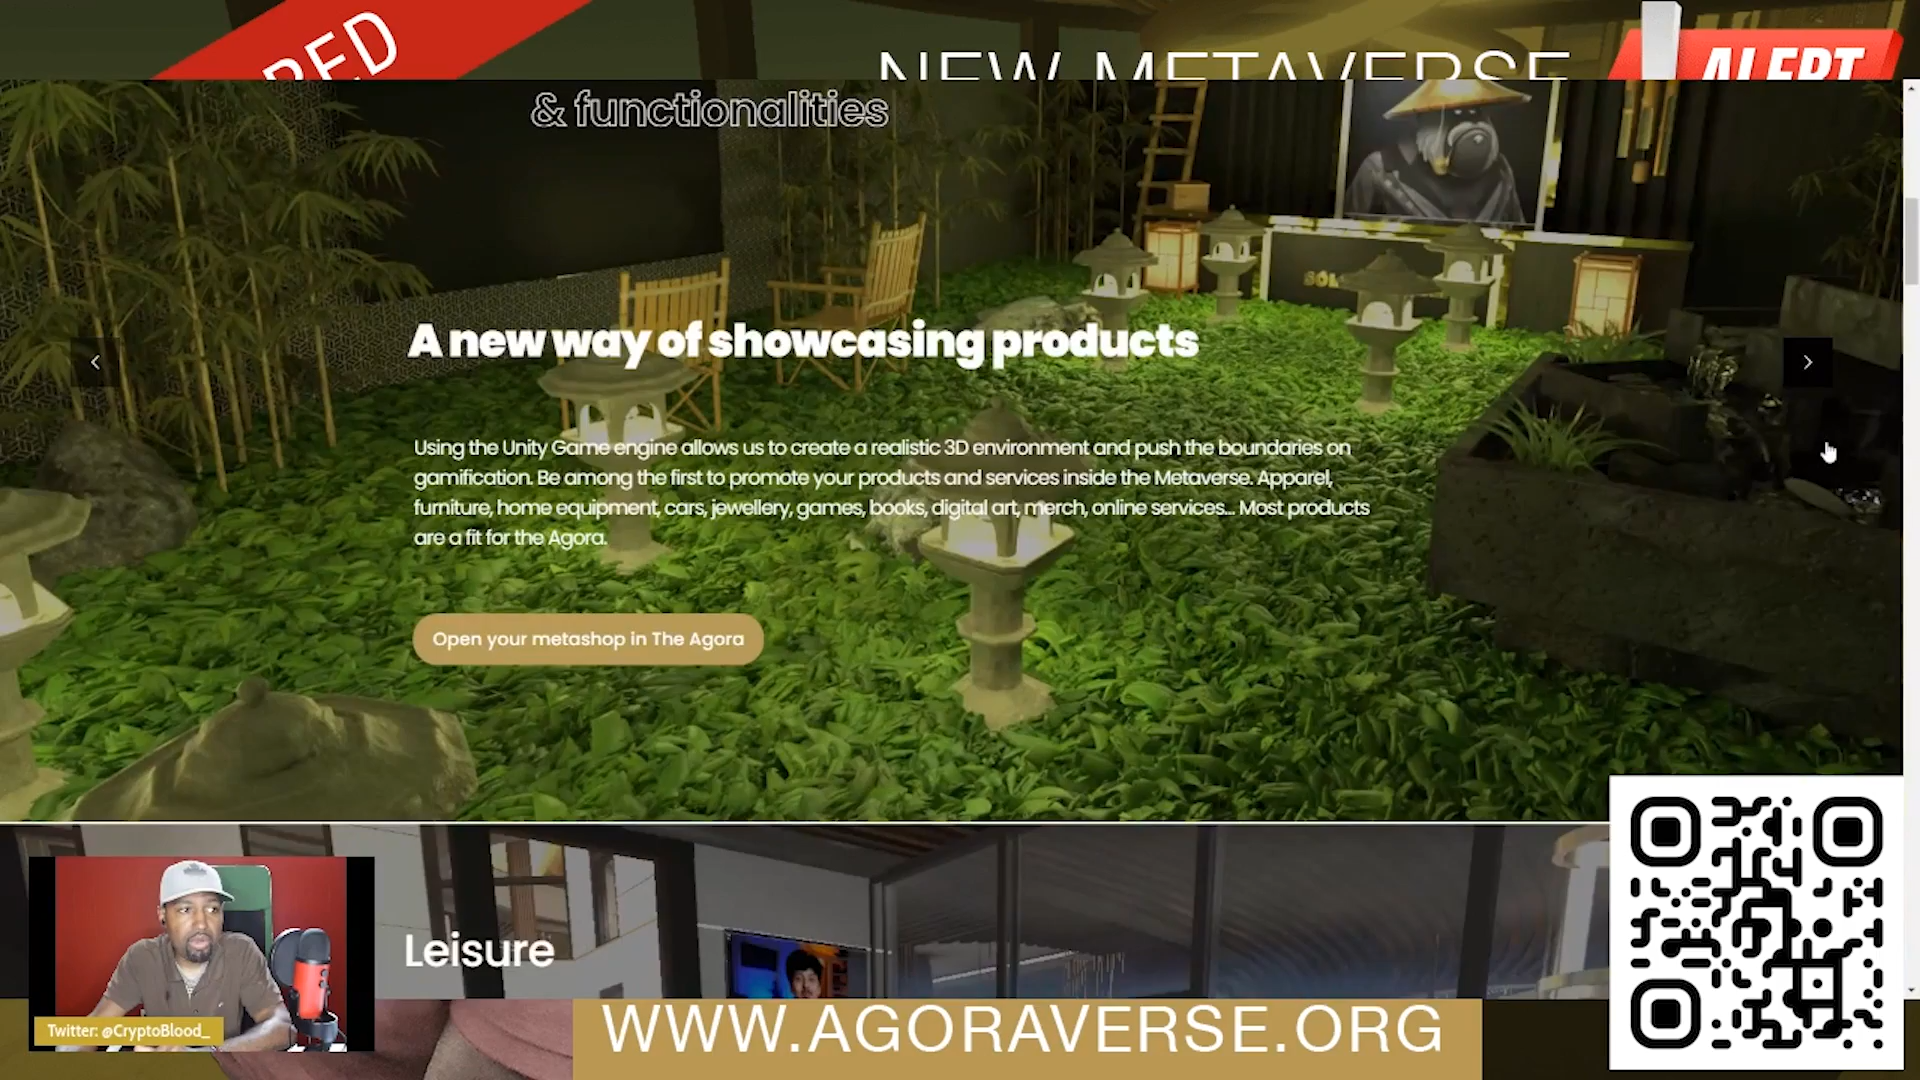 NEW METAVERSE
ALERT
& functionalities
A new way of showcasing products
Using the Unity Game engine allows us to create a realistic 3D environment and push the boundaries on
gamification. Be among the first to promote your products and services inside the Metaverse. Apparel,
furniture, home equipment, cars, jewellery, games, books, digital art, merch, online services... Most products
are a fit for the Agora.
Open your metashop in The Agora
Leisure
Twitter: @CryptoBlood_
WWW.AGORAVERSE.ORG